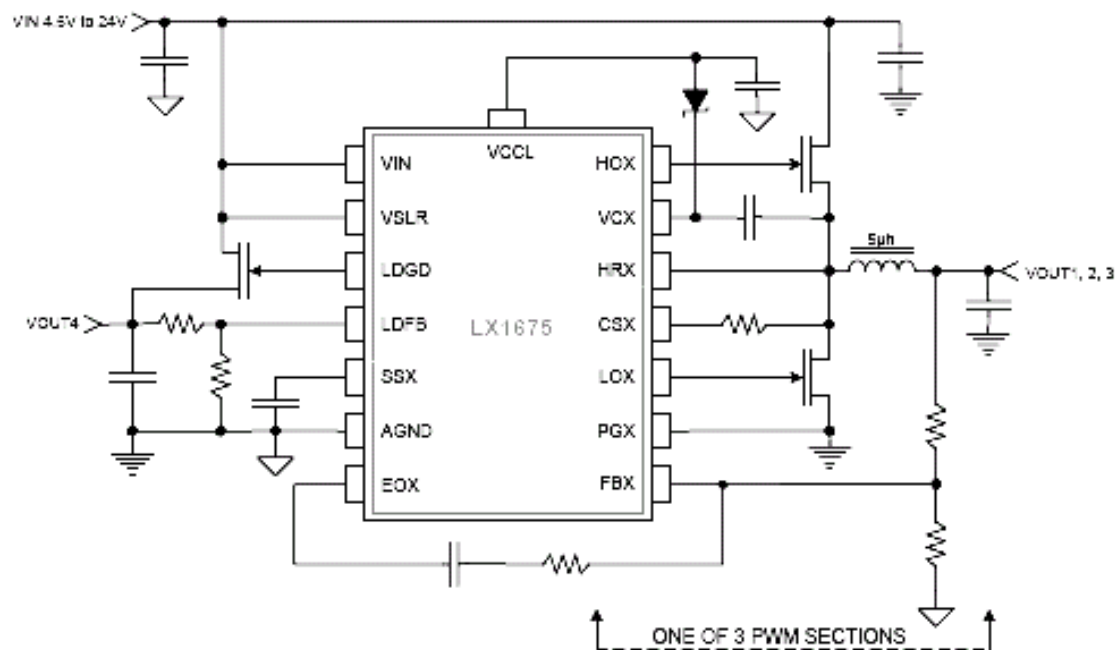 VIN 4.5V to 24V
VCCL
VIN
HOX
VSLR
VCX
5µh
LDGD
HRX
VOUT1, 2, 3
VOUT4
LDFB
LX1675
CSX
SSX
LOX
AGND
PGX
EOX
FBX
ONE OF 3 PWM SECTIONS